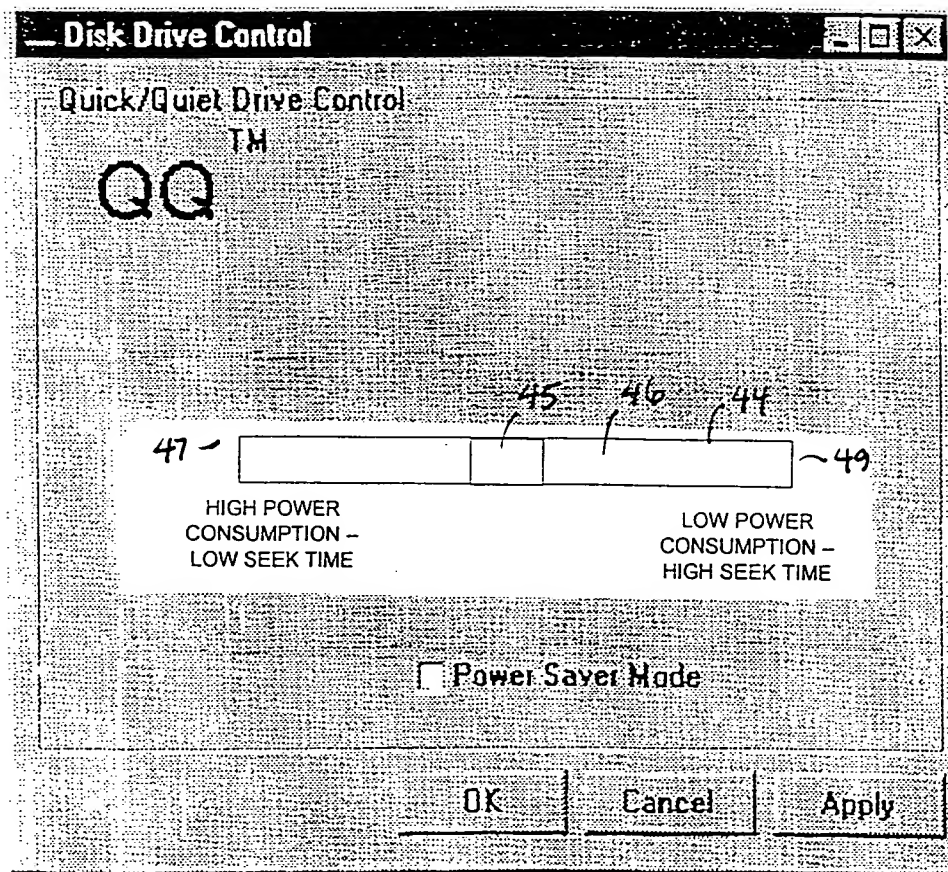 Disk Drive Control
Quick/Quiet Drive Control
TM
QQ
45 46 44
47 49
HIGH POWER
CONSUMPTION –
LOW SEEK TIME
LOW POWER
CONSUMPTION –
HIGH SEEK TIME
Power Saver Mode
OK Cancel Apply